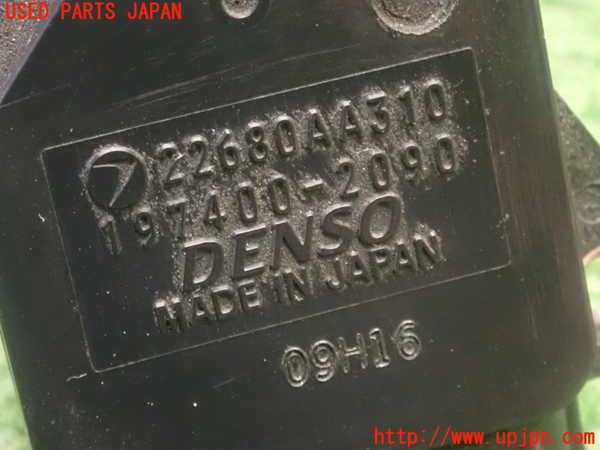 USED PARTS JAPAN
22680AA310
197400-2090
DENSO
MADE IN JAPAN
09H16
http://www.upjpn.com/